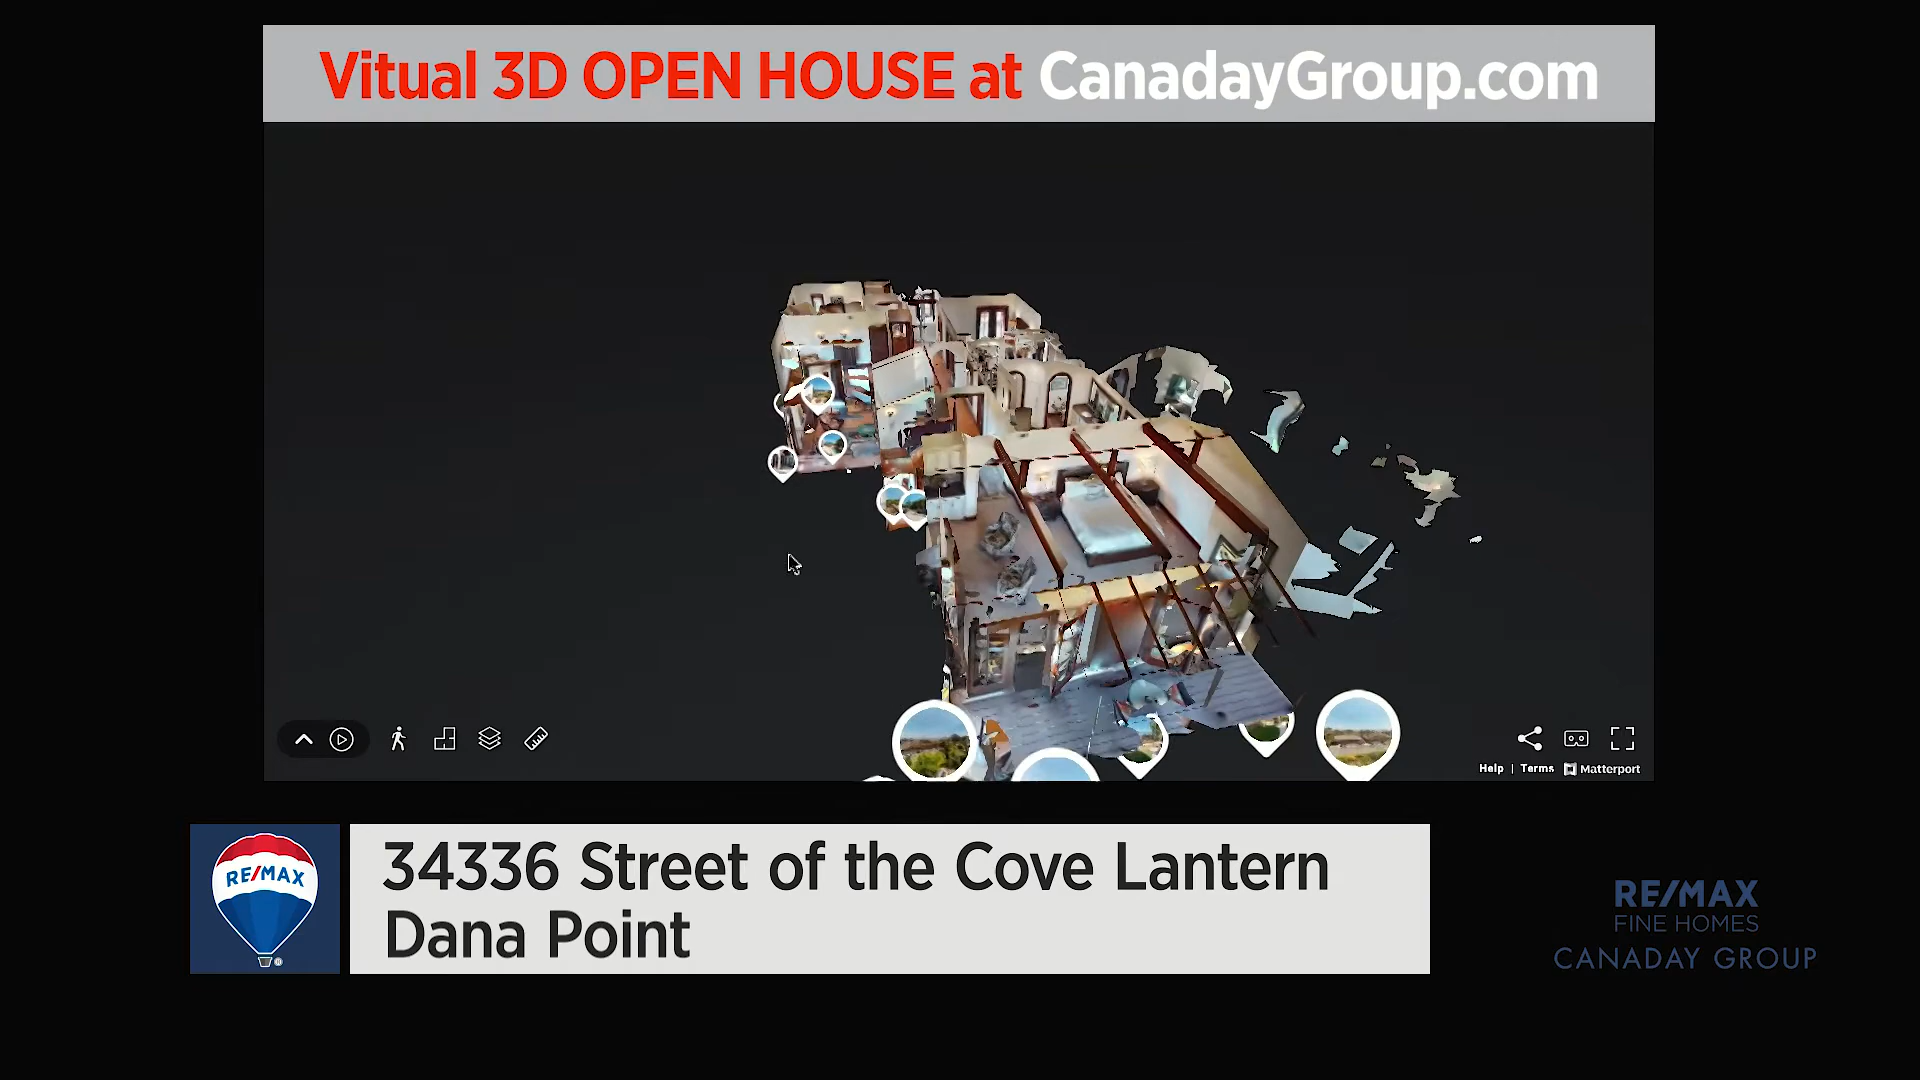 Vitual 3D OPEN HOUSE at CanadayGroup.com
Help | Terms Matterport
RE/MAX
®
34336 Street of the Cove Lantern
Dana Point
RE/MAX
FINE HOMES
CANADAY GROUP